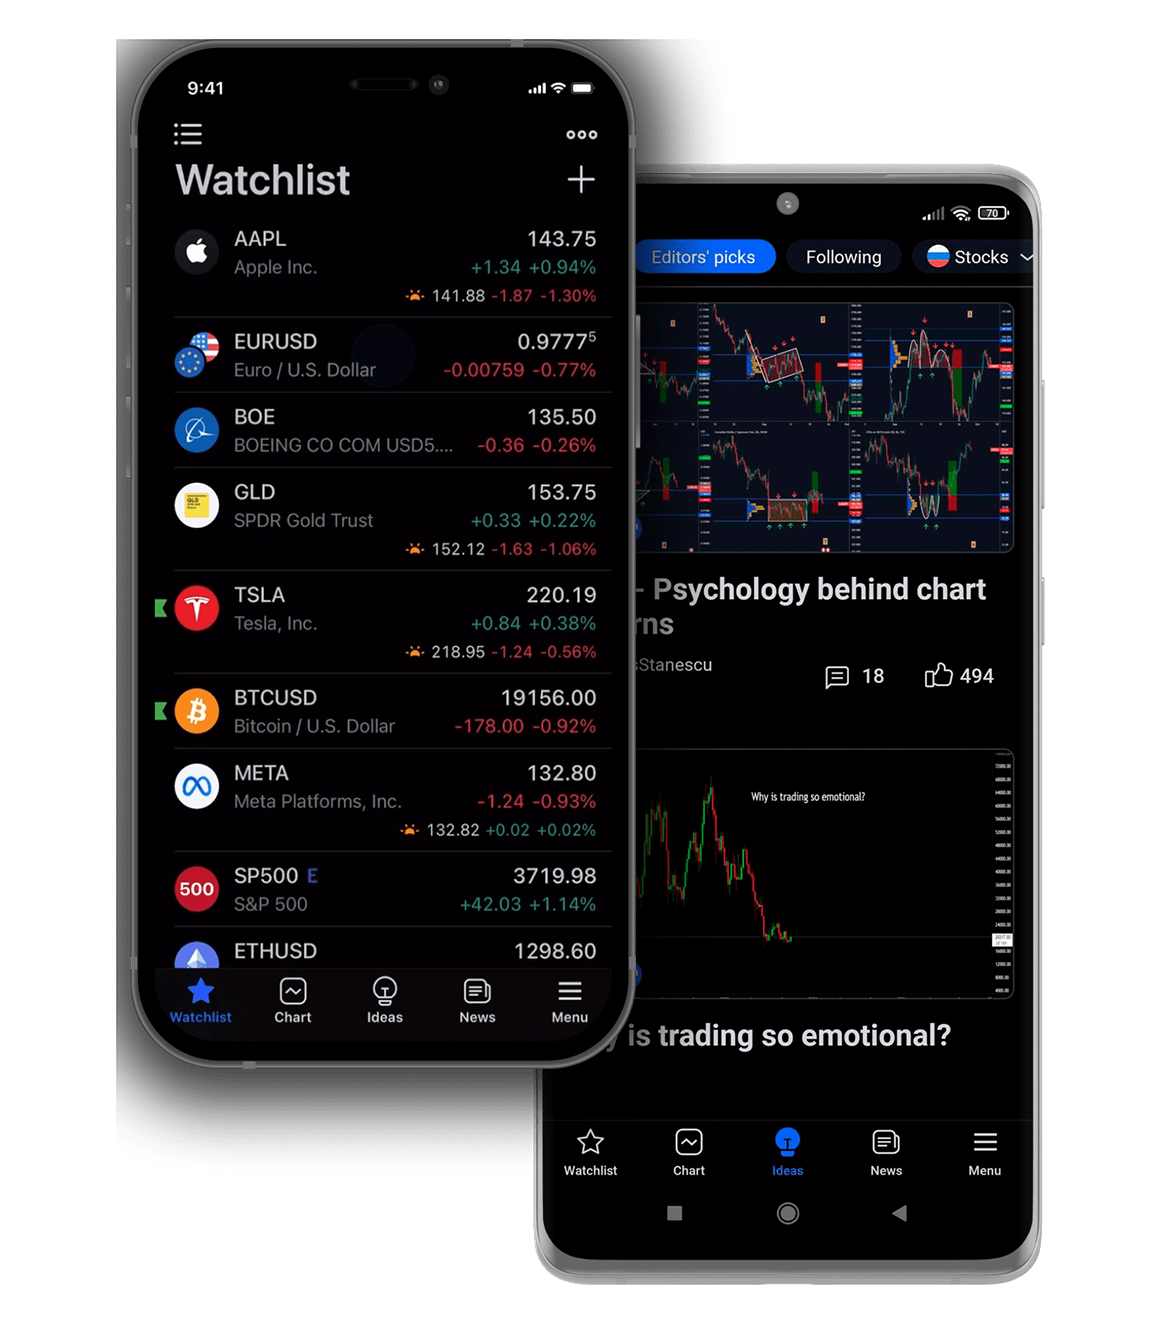 9:41
Watchlist
AAPL 143.75
Apple Inc. +1.34 +0.94%
141.88 -1.87 -1.30%
EURUSD 0.97775
Euro / U.S. Dollar -0.00759 -0.77%
BOE 135.50
BOEING CO COM USD5.... -0.36 -0.26%
GLD
GLD 153.75
SPDR Gold Trust +0.33 +0.22%
152.12 -1.63 -1.06%
TSLA 220.19
Tesla, Inc. +0.84 +0.38%
218.95 -1.24 -0.56%
BTCUSD 19156.00
Bitcoin / U.S. Dollar -178.00 -0.92%
META 132.80
Meta Platforms, Inc. -1.24 -0.93%
132.82 +0.02 +0.02%
500
SP500 E 3719.98
S&P 500 +42.03 +1.14%
ETHUSD 1298.60
Watchlist Chart Ideas News Menu
70
Editors' picks Following Stocks
- Psychology behind chart
rns
sStanescu
18 494
Why is trading so emotional?
y is trading so emotional?
Watchlist Chart Ideas News Menu